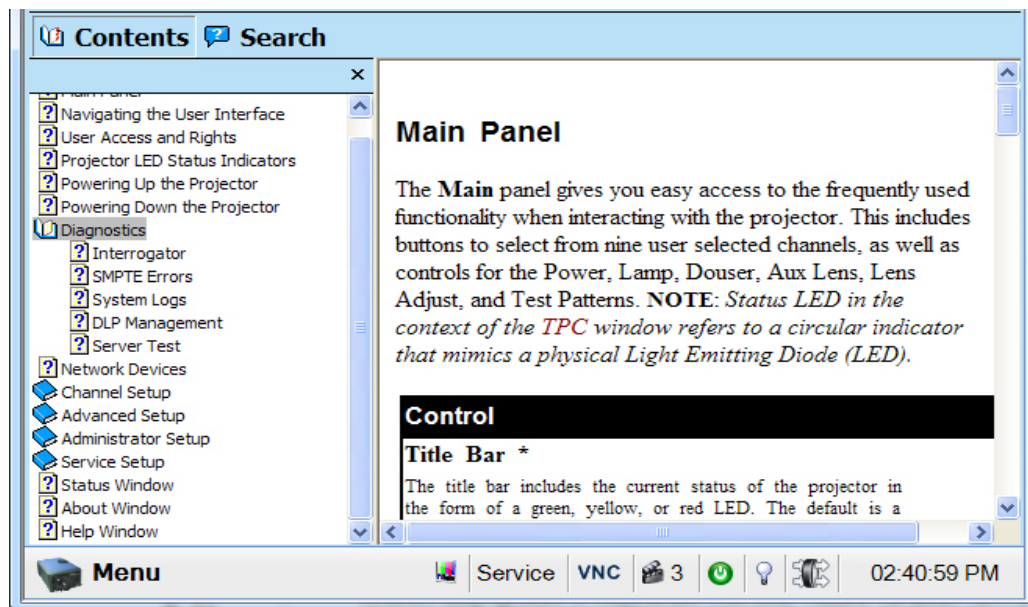 Contents Search
×
Main Panel
Navigating the User Interface
User Access and Rights
Projector LED Status Indicators
Powering Up the Projector
Powering Down the Projector
Diagnostics
Interrogator
SMPTE Errors
System Logs
DLP Management
Server Test
Network Devices
Channel Setup
Advanced Setup
Administrator Setup
Service Setup
Status Window
About Window
Help Window
Main Panel
The Main panel gives you easy access to the frequently used
functionality when interacting with the projector. This includes
buttons to select from nine user selected channels, as well as
controls for the Power, Lamp, Douser, Aux Lens, Lens
Adjust, and Test Patterns. NOTE: Status LED in the
context of the TPC window refers to a circular indicator
that mimics a physical Light Emitting Diode (LED).
Control
Title Bar *
The title bar includes the current status of the projector in
the form of a green, yellow, or red LED. The default is a
Menu Service VNC 3 02:40:59 PM